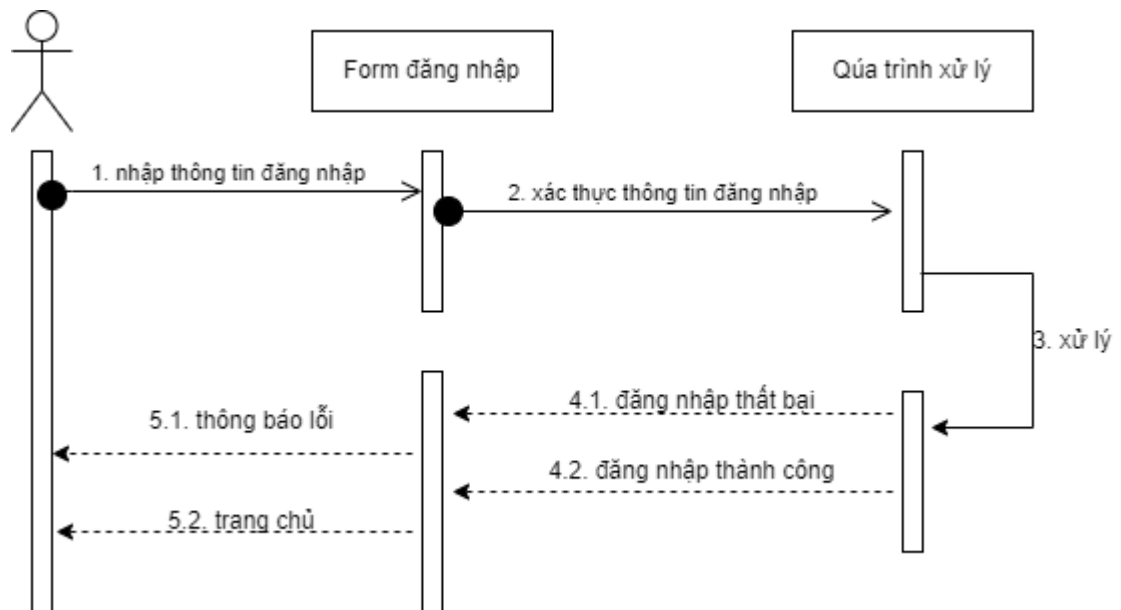 Form đăng nhập
Qúa trình xử lý
1. nhập thông tin đăng nhập
2. xác thực thông tin đăng nhập
3. xử lý
4.1. đăng nhập thất bại
5.1. thông báo lỗi
4.2. đăng nhập thành công
5.2. trang chủ